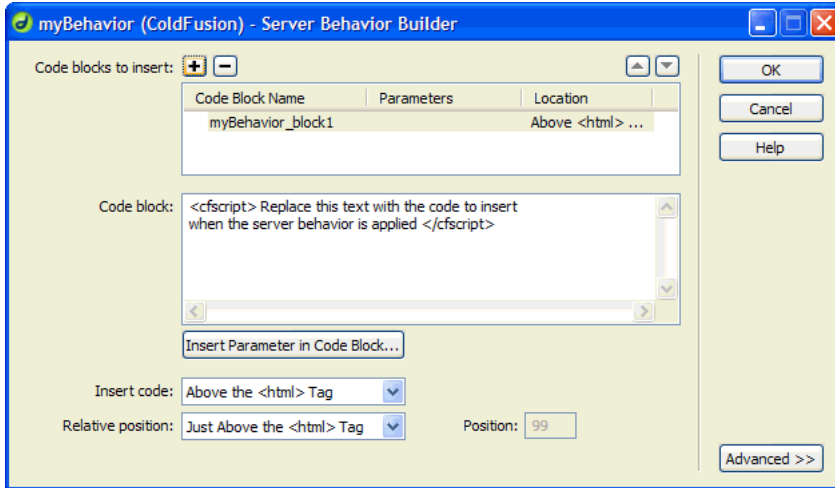 myBehavior (ColdFusion) - Server Behavior Builder
Code blocks to insert:
OK
Code Block Name Parameters Location
myBehavior_block1 Above <html> ...
Cancel
Help
Code block: <cfscript> Replace this text with the code to insert
when the server behavior is applied </cfscript>
Insert Parameter in Code Block...
Insert code: Above the <html> Tag
Relative position: Just Above the <html> Tag Position: 99
Advanced >>